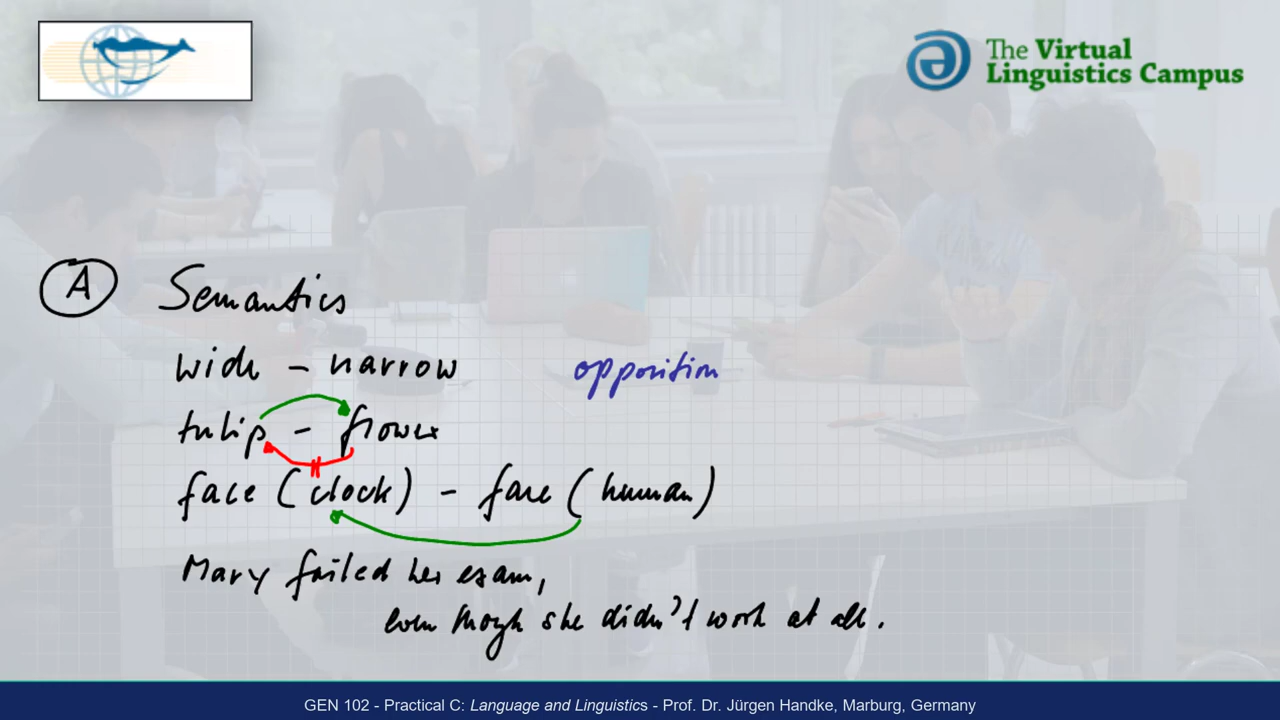 The Virtual
Linguistics Campus
A Semantics
wide – narrow opposition
tulip – flower
face (clock) – face (human)
Mary failed her exam,
even though she didn't work at all.
GEN 102 - Practical C: Language and Linguistics - Prof. Dr. Jürgen Handke, Marburg, Germany